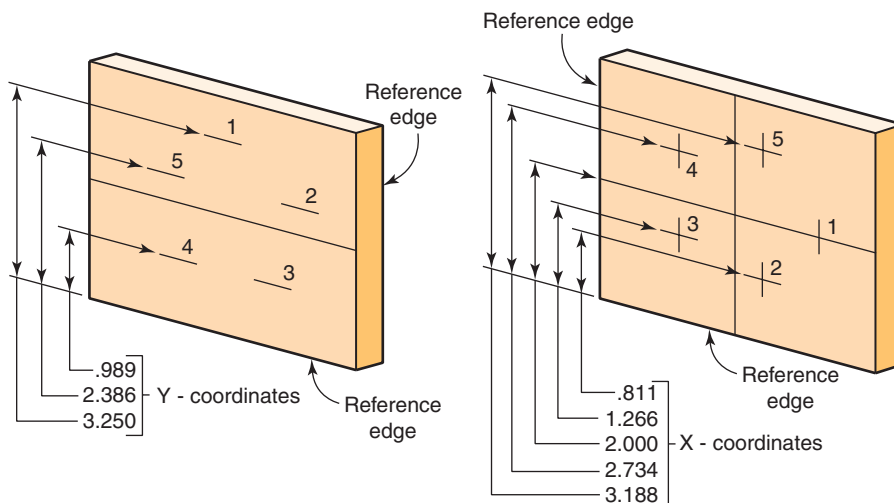 Reference
edge
1
5
2
4
3
.989
2.386
3.250
Y - coordinates
Reference
edge
Reference
edge
5
4
3
1
2
.811
1.266
2.000
2.734
3.188
X - coordinates
Reference
edge